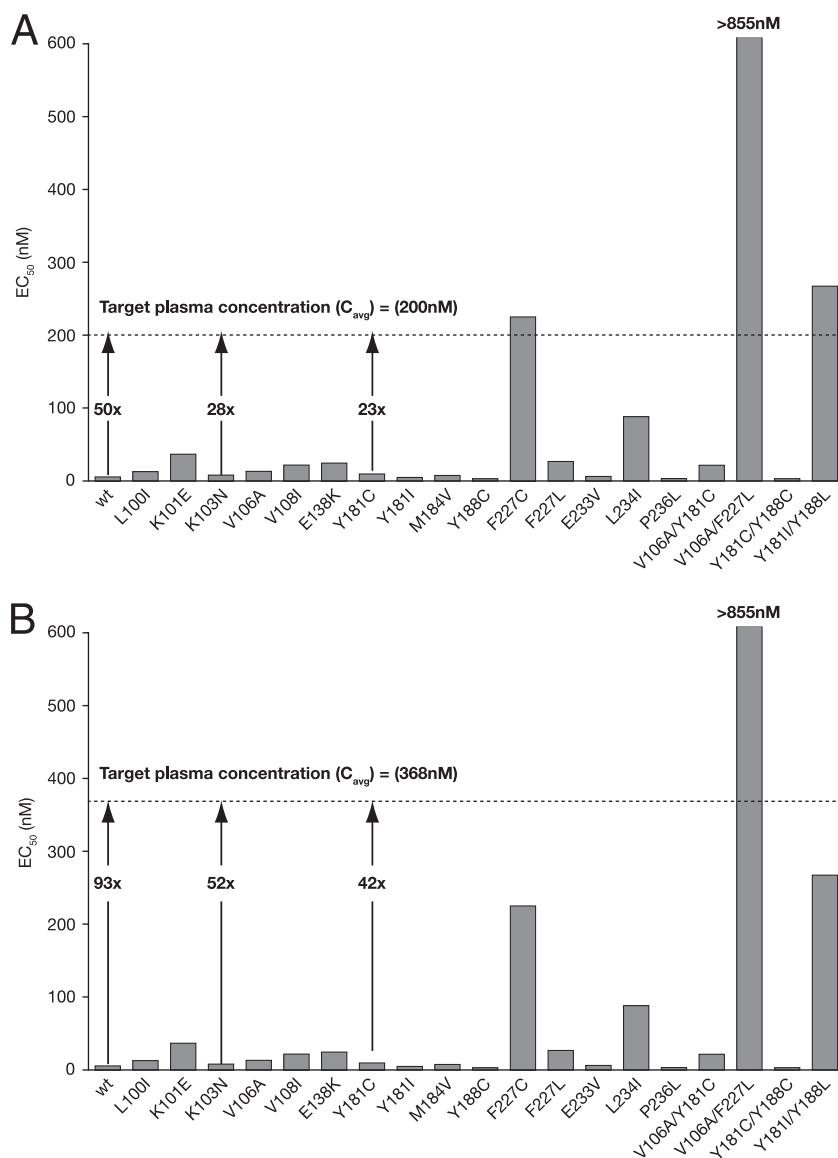 A
>855nM
600
500
400
300
200
100
0
EC50 (nM)
Target plasma concentration (Cavg) = (200nM)
50x
28x
23x
wt
L100I
K101E
K103N
V106A
V108I
E138K
Y181C
Y181I
M184V
Y188C
F227C
F227L
E233V
L234I
P236L
V106A/Y181C
V106A/F227L
Y181C/Y188C
Y181I/Y188L
B
>855nM
600
500
400
300
200
100
0
EC50 (nM)
Target plasma concentration (Cavg) = (368nM)
93x
52x
42x
wt
L100I
K101E
K103N
V106A
V108I
E138K
Y181C
Y181I
M184V
Y188C
F227C
F227L
E233V
L234I
P236L
V106A/Y181C
V106A/F227L
Y181C/Y188C
Y181I/Y188L